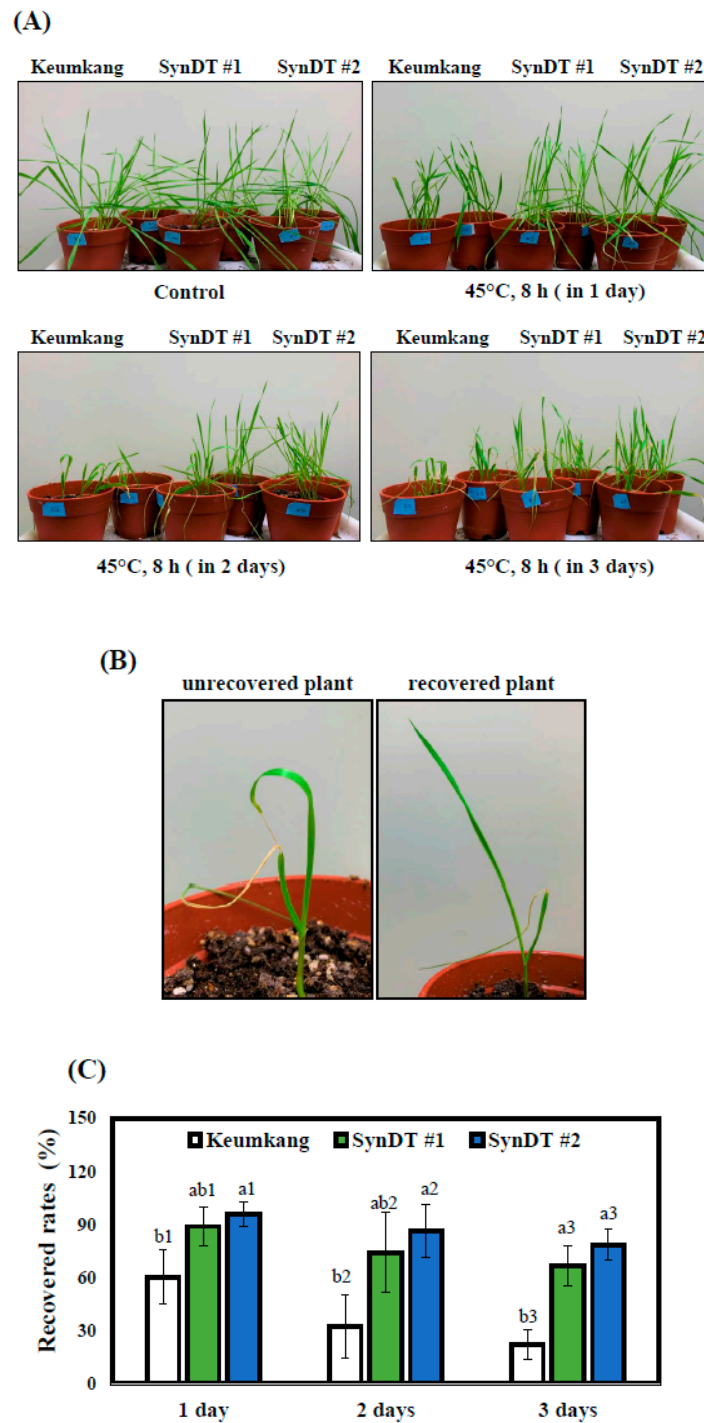 (A)
Keumkang SynDT #1 SynDT #2
Keumkang SynDT #1 SynDT #2
Control
45°C, 8 h ( in 1 day)
Keumkang SynDT #1 SynDT #2
Keumkang SynDT #1 SynDT #2
45°C, 8 h ( in 2 days)
45°C, 8 h ( in 3 days)
(B)
unrecovered plant
recovered plant
(C)
Recovered rates (%)
150
120
90
60
30
0
Keumkang SynDT #1 SynDT #2
b1 ab1 a1
b2 ab2 a2
b3 a3 a3
1 day 2 days 3 days